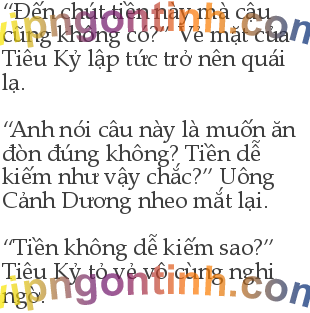 “Đến chút tiền này mà cậu
cũng không có?” Vẻ mặt của
Tiêu Kỷ lập tức trở nên quái
lạ.
“Anh nói câu này là muốn ăn
đòn đúng không? Tiền dễ
kiếm như vậy chắc?” Uông
Cảnh Dương nheo mắt lại.
“Tiền không dễ kiếm sao?”
Tiêu Kỷ tỏ vẻ vô cùng nghi
ngờ.
vipngontinh.com
vipngontinh.com